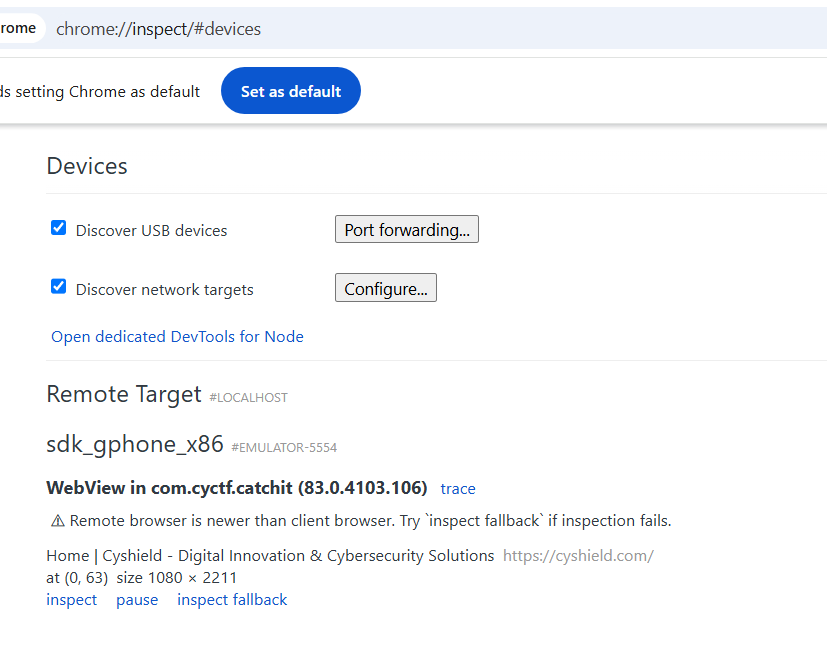 rome chrome://inspect/#devices
ds setting Chrome as default Set as default
Devices
Discover USB devices Port forwarding...
Discover network targets Configure...
Open dedicated DevTools for Node
Remote Target #LOCALHOST
sdk_gphone_x86 #EMULATOR-5554
WebView in com.cyctf.catchit (83.0.4103.106) trace
⚠ Remote browser is newer than client browser. Try `inspect fallback` if inspection fails.
Home | Cyshield - Digital Innovation & Cybersecurity Solutions https://cyshield.com/
at (0, 63) size 1080 × 2211
inspect pause inspect fallback